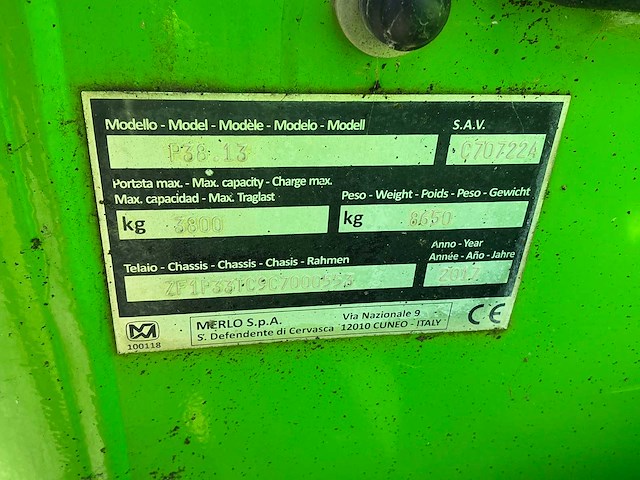 Modello - Model - Modèle - Modelo - Modell
S.A.V.
P38.13
C707224
Portata max. - Max. capacity - Charge max.
Max. capacidad - Max. Traglast
Peso - Weight - Poids - Peso - Gewicht
kg 3800
kg 8650
Anno - Year
Année - Año - Jahre
Telaio - Chassis - Chassis - Chasis - Rahmen
2017
MERLO S.p.A.
S. Defendente di Cervasca
Via Nazionale 9
12010 CUNEO - ITALY
CE
100118